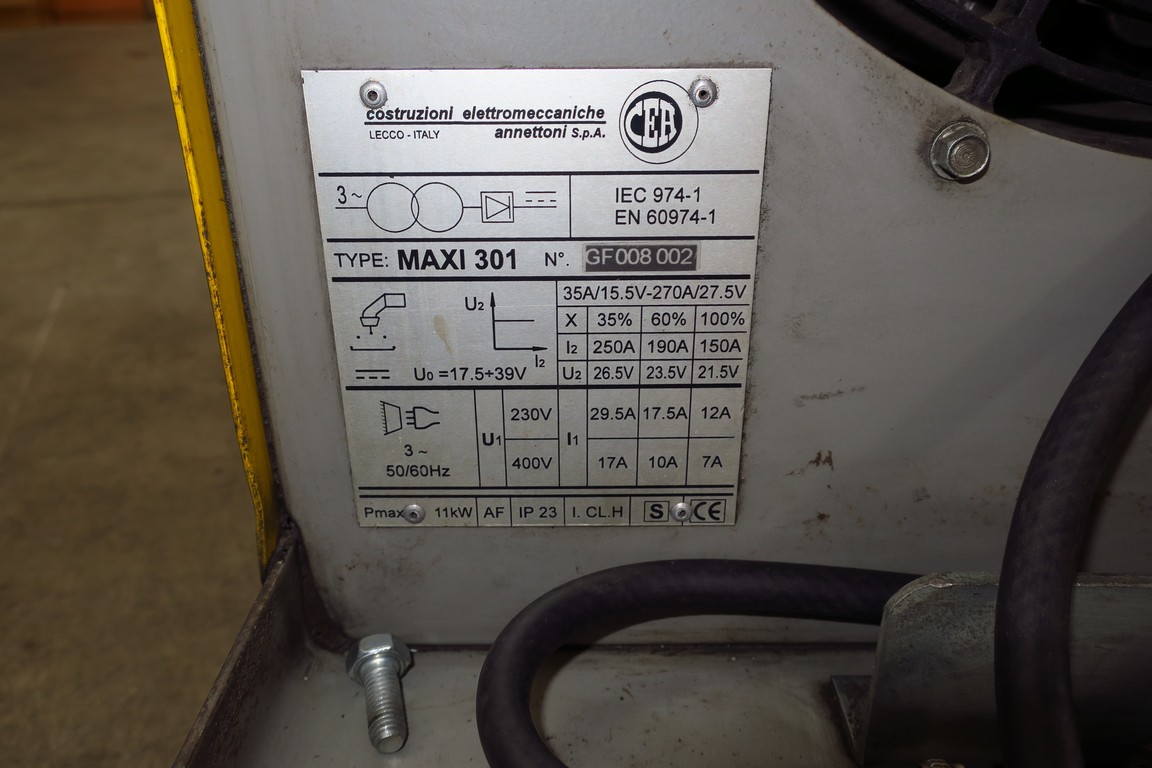 costruzioni elettromeccaniche
LECCO - ITALY annettoni S.p.A.
CEA
3~
IEC 974-1
EN 60974-1
TYPE: MAXI 301 N°. GF008 002
U2
I2
U0 =17.5÷39V
35A/15.5V-270A/27.5V
X 35% 60% 100%
I2 250A 190A 150A
U2 26.5V 23.5V 21.5V
3~
50/60Hz
U1
230V
400V
I1
29.5A 17.5A 12A
17A 10A 7A
Pmax 11kW AF IP 23 I. CL.H S CE